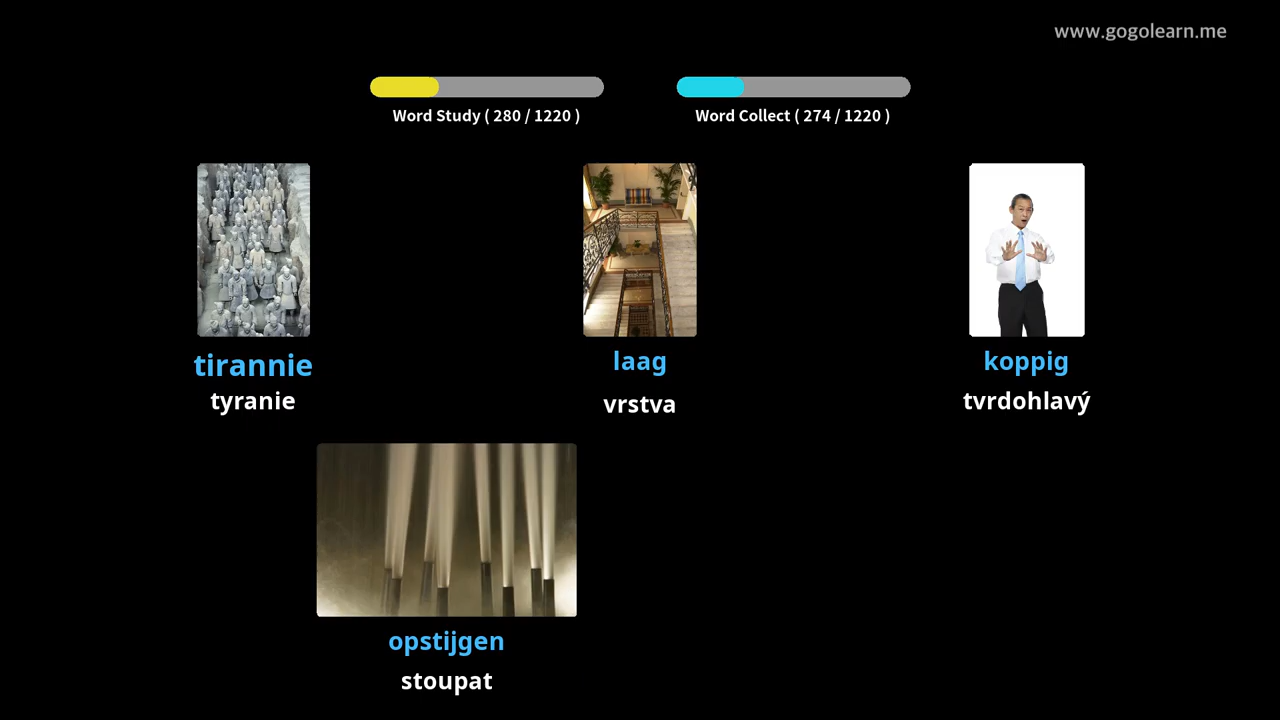 www.gogolearn.me
Word Study ( 280 / 1220 )
Word Collect ( 274 / 1220 )
tirannie
tyranie
laag
vrstva
koppig
tvrdohlavý
opstijgen
stoupat